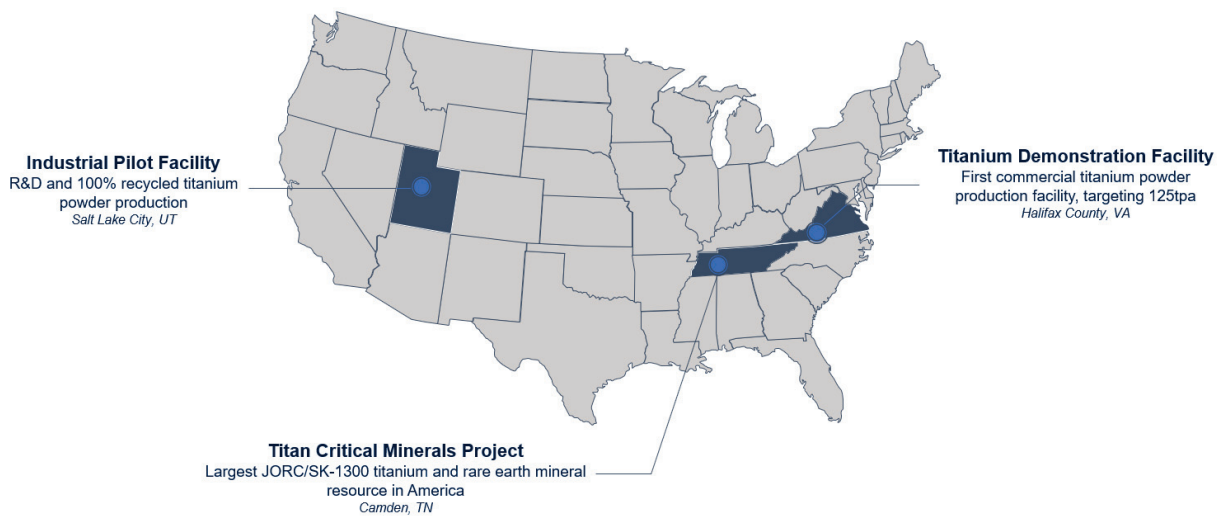 Industrial Pilot Facility
R&D and 100% recycled titanium
powder production
Salt Lake City, UT
Titanium Demonstration Facility
First commercial titanium powder
production facility, targeting 125tpa
Halifax County, VA
Titan Critical Minerals Project
Largest JORC/SK-1300 titanium and rare earth mineral
resource in America
Camden, TN